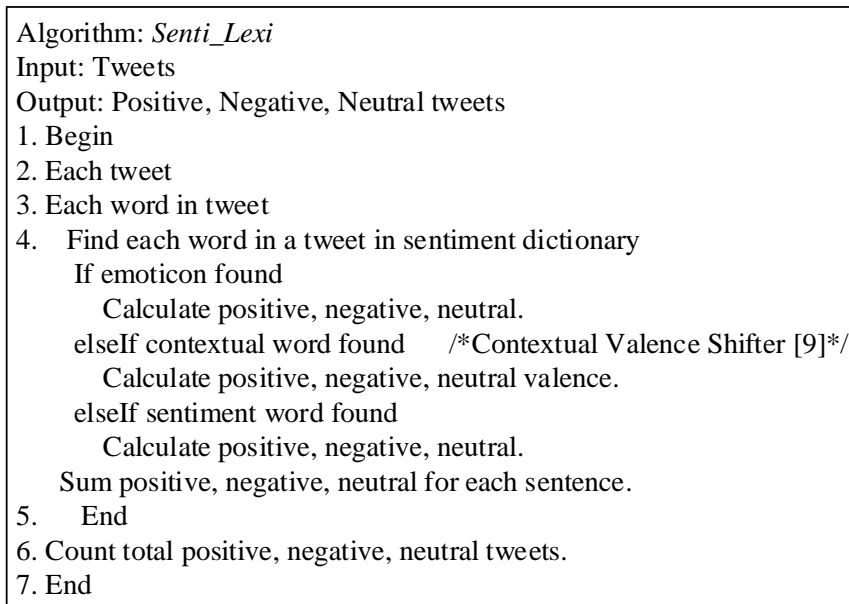 Algorithm: Senti_Lexi
Input: Tweets
Output: Positive, Negative, Neutral tweets
1. Begin
2. Each tweet
3. Each word in tweet
4. Find each word in a tweet in sentiment dictionary
If emoticon found
Calculate positive, negative, neutral.
elseIf contextual word found /*Contextual Valence Shifter [9]*/
Calculate positive, negative, neutral valence.
elseIf sentiment word found
Calculate positive, negative, neutral.
Sum positive, negative, neutral for each sentence.
5. End
6. Count total positive, negative, neutral tweets.
7. End